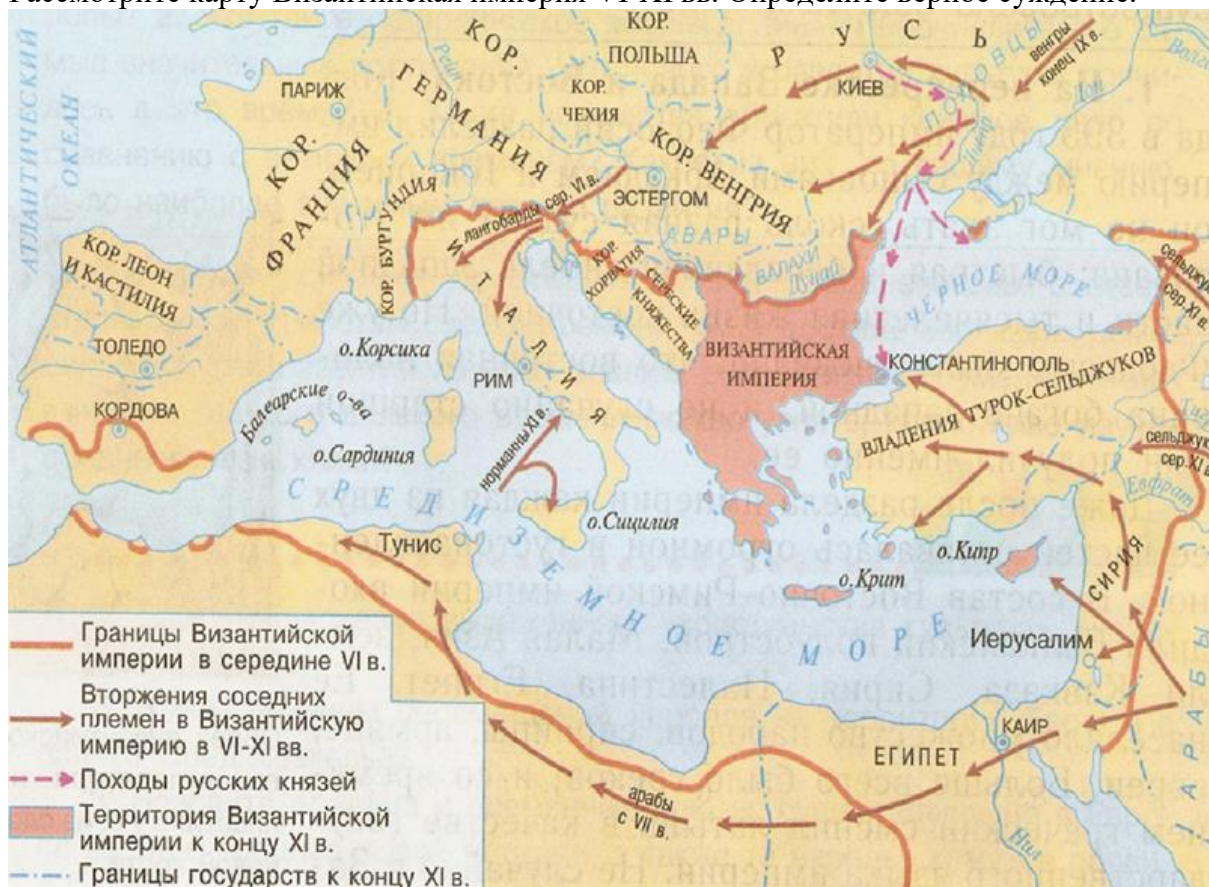 Рассмотрите карту Византийская империя VI-XI вв. Определите верное суждение.
АТЛАНТИЧЕСКИЙ
ОКЕАН
КОР.
ФРАНЦИЯ
ПАРИЖ
КОР.
ГЕРМАНИЯ
КОР.
ПОЛЬША
КОР.
ЧЕХИЯ
РУСЬ
КИЕВ
ПОЛОВЦЫ
венгры
конец IX в.
Дон
Волга
КОР. БУРГУНДИЯ
лангобарды сер. VI в.
ЭСТЕРГОМ
КОР. ВЕНГРИЯ
АВАРЫ
ВАЛАХИ
Дунай
КОР. ЛЕОН
И КАСТИЛИЯ
ТОЛЕДО
КОРДОВА
ИТАЛИЯ
КОР.
ХОРВАТИЯ
СЕРБСКИЕ
КНЯЖЕСТВА
ВИЗАНТИЙСКАЯ
ИМПЕРИЯ
ЧЕРНОЕ МОРЕ
сельджуки
сер. XI в.
КОНСТАНТИНОПОЛЬ
ВЛАДЕНИЯ ТУРОК-СЕЛЬДЖУКОВ
сельджуки
сер. XI в.
Евфрат
о.Корсика
РИМ
Балеарские о-ва
о.Сардиния
норманны XI в.
о.Сицилия
СРЕДИЗЕМНОЕ МОРЕ
Тунис
о.Крит
о.Кипр
СИРИЯ
Иерусалим
АРАБЫ
КАИР
ЕГИПЕТ
Нил
арабы
с VII в.
Границы Византийской
империи в середине VI в.
Вторжения соседних
племен в Византийскую
империю в VI-XI вв.
Походы русских князей
Территория Византийской
империи к концу XI в.
Границы государств к концу XI в.